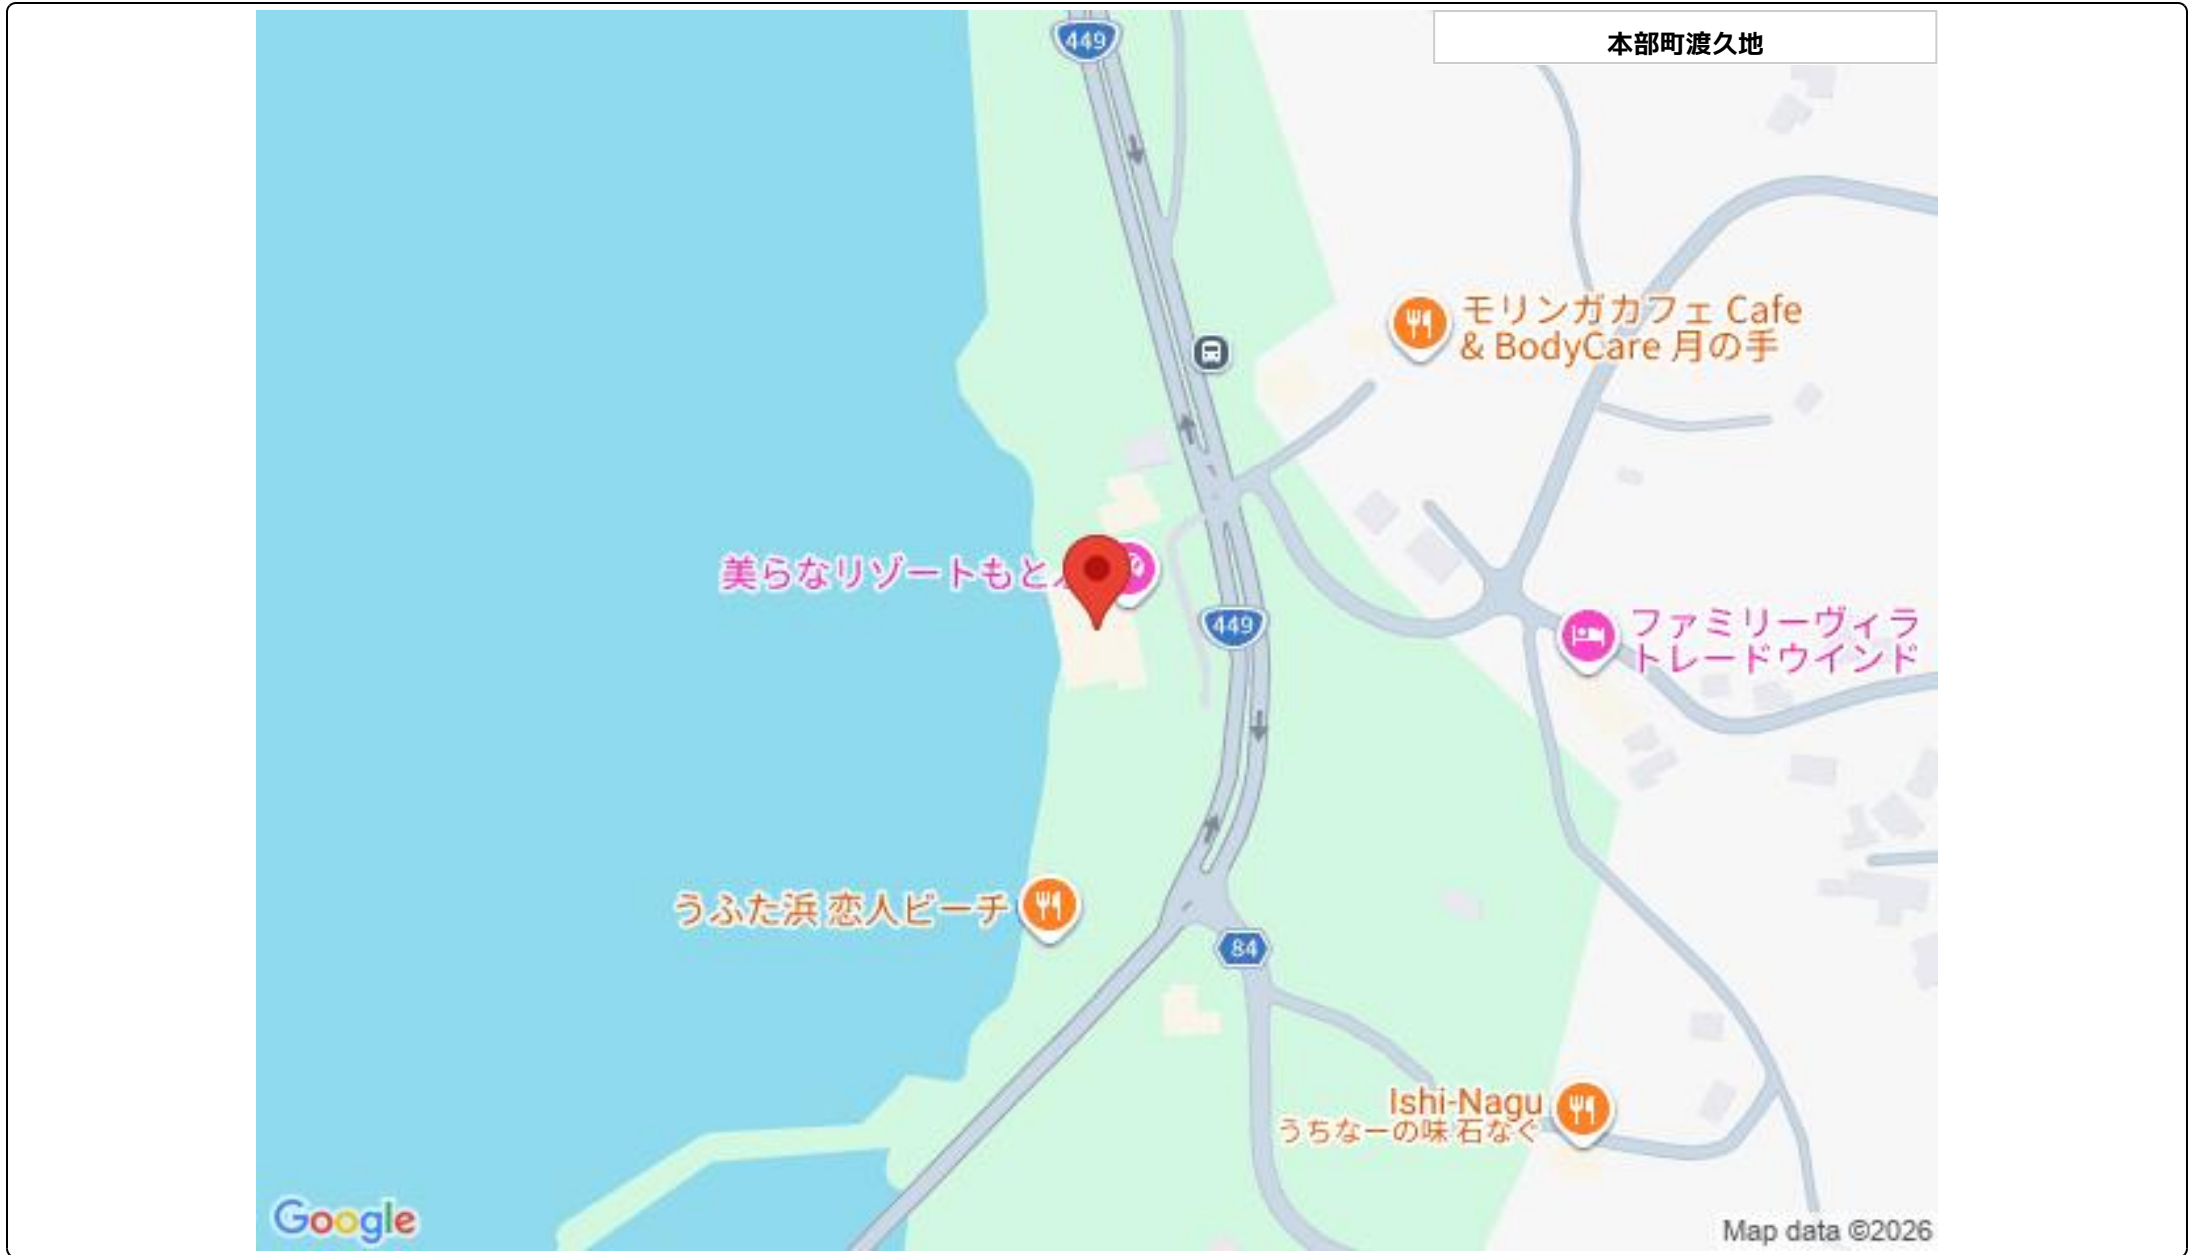 449
本部町渡久地
モリンガカフェ Cafe
& BodyCare 月の手
美らなリゾートもと
449
ファミリーヴィラ
トレードウインド
うふた浜 恋人ビーチ
84
Ishi-Nagu
うちなーの味 石なぐ
Google
Map data ©2026